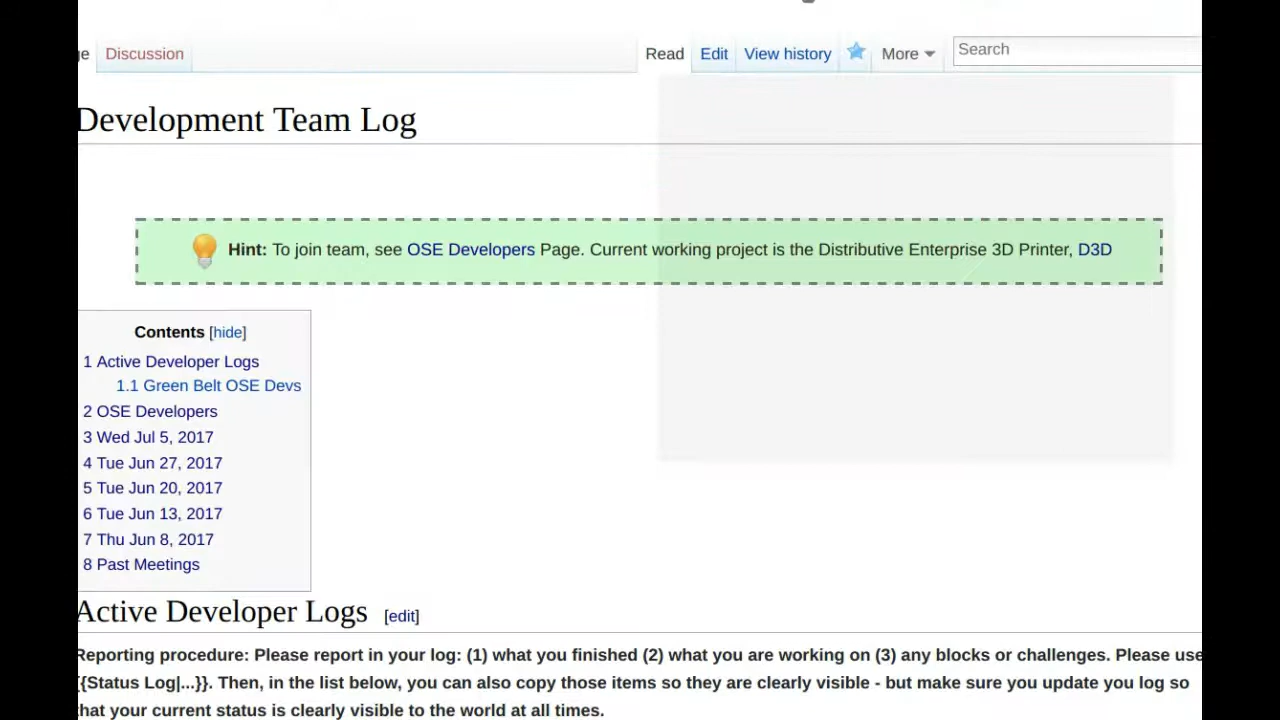 ge Discussion Read Edit View history More Search
Development Team Log
Hint: To join team, see OSE Developers Page. Current working project is the Distributive Enterprise 3D Printer, D3D
Contents [hide]
1 Active Developer Logs
1.1 Green Belt OSE Devs
2 OSE Developers
3 Wed Jul 5, 2017
4 Tue Jun 27, 2017
5 Tue Jun 20, 2017
6 Tue Jun 13, 2017
7 Thu Jun 8, 2017
8 Past Meetings
Active Developer Logs [edit]
Reporting procedure: Please report in your log: (1) what you finished (2) what you are working on (3) any blocks or challenges. Please use
{{Status Log|...}}. Then, in the list below, you can also copy those items so they are clearly visible - but make sure you update you log so
that your current status is clearly visible to the world at all times.